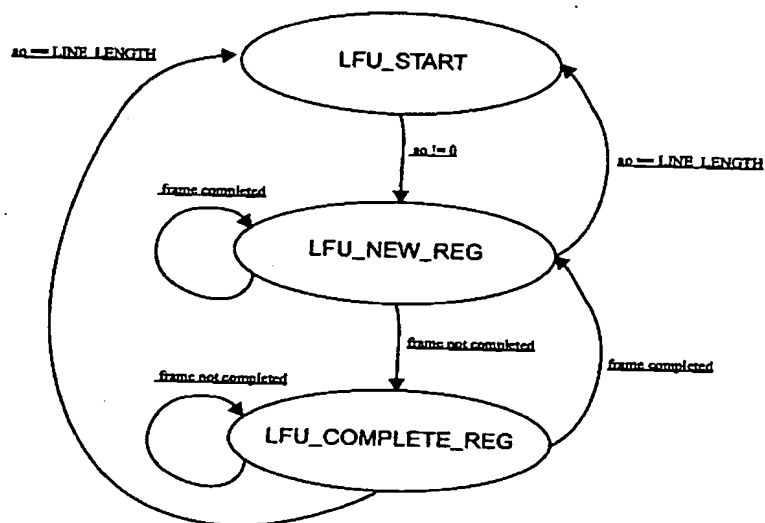 ao == LINE_LENGTH
LFU_START
ao != 0
ao == LINE_LENGTH
frame completed
LFU_NEW_REG
frame not completed
frame completed
frame not completed
LFU_COMPLETE_REG